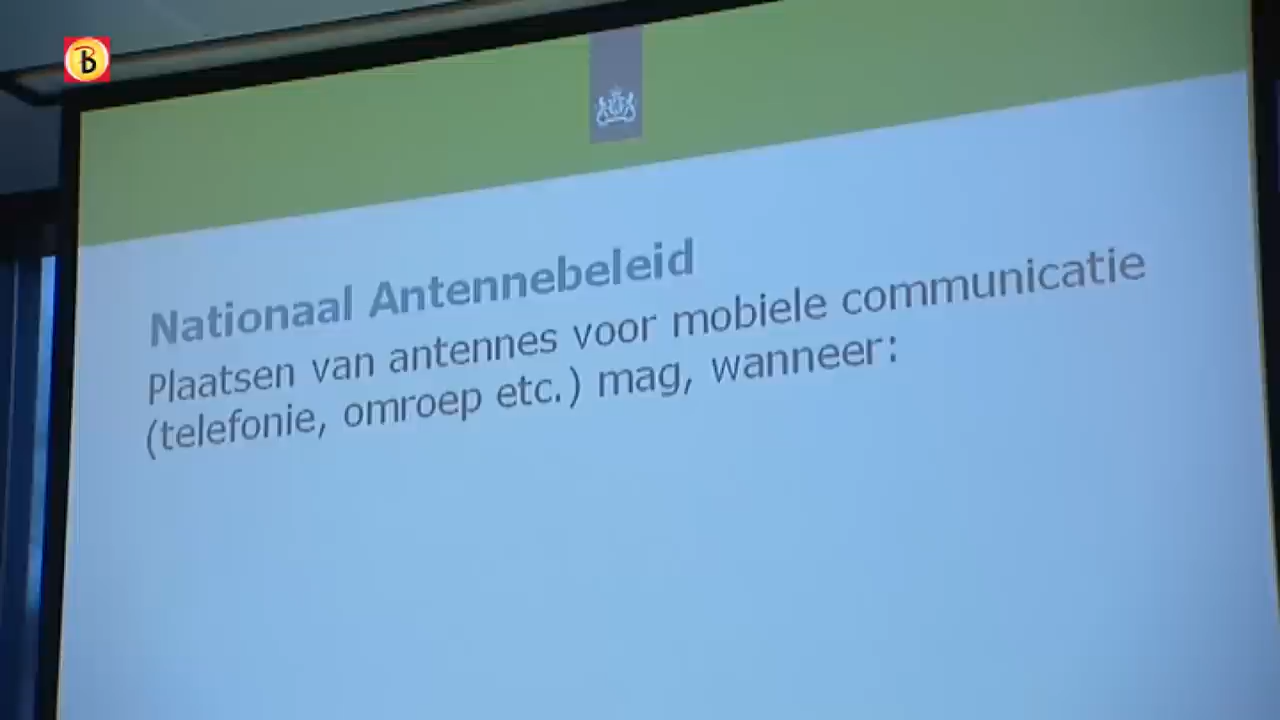 B
Nationaal Antennebeleid
Plaatsen van antennes voor mobiele communicatie
(telefonie, omroep etc.) mag, wanneer: